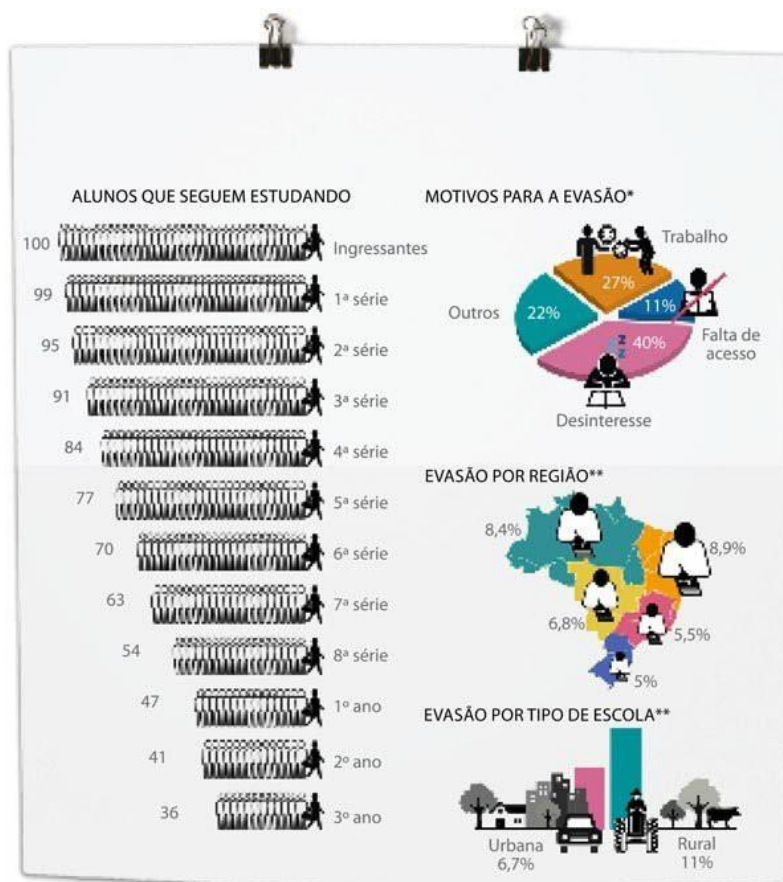 ALUNOS QUE SEGUEM ESTUDANDO
100 Ingressantes
99 1ª série
95 2ª série
91 3ª série
84 4ª série
77 5ª série
70 6ª série
63 7ª série
54 8ª série
47 1º ano
41 2º ano
36 3º ano
MOTIVOS PARA A EVASÃO*
Trabalho
27%
11%
Outros
22%
Z
Z
40%
Falta de
acesso
Desinteresse
EVASÃO POR REGIÃO**
8,4%
8,9%
6,8%
5,5%
5%
EVASÃO POR TIPO DE ESCOLA**
Urbana
6,7%
Rural
11%